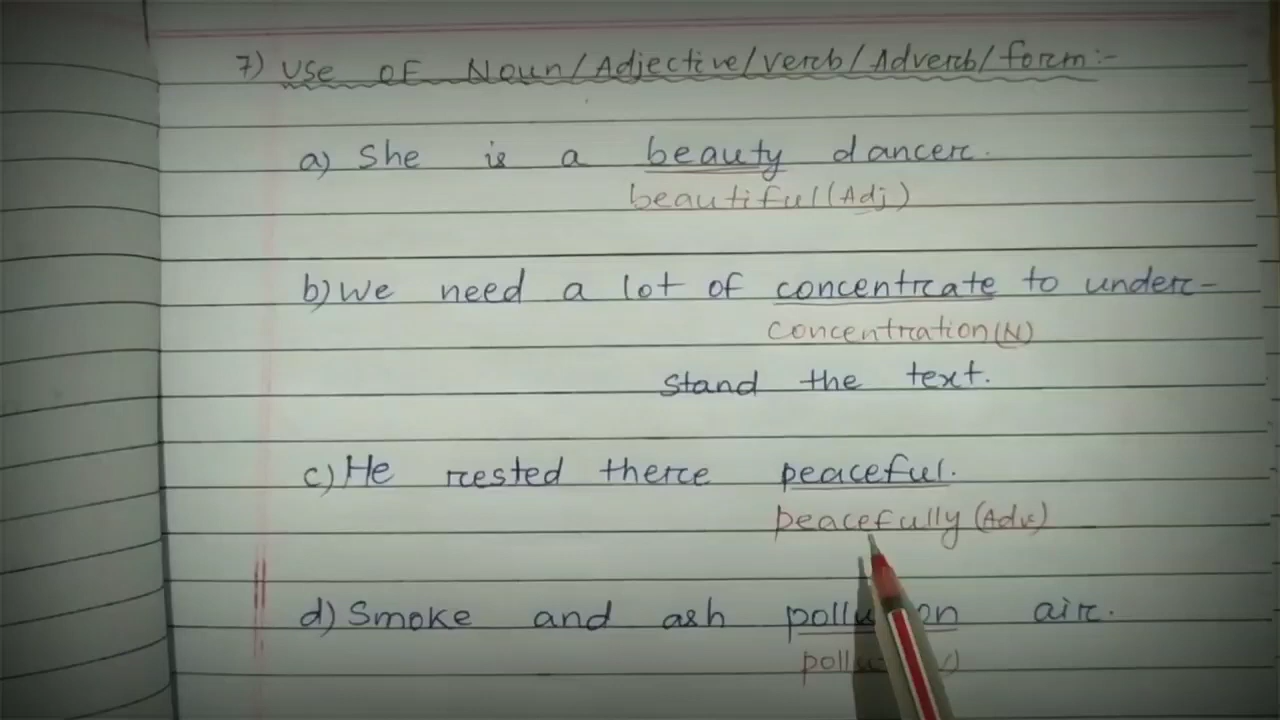 7) Use OF Noun/Adjective/Verb/Adverb/form:-
a) She is a beauty dancer.
beautiful (Adj)
b) We need a lot of concentrate to under-
Concentration (N)
stand the text.
c) He rested there peaceful.
peacefully (Adv)
d) Smoke and ash air.